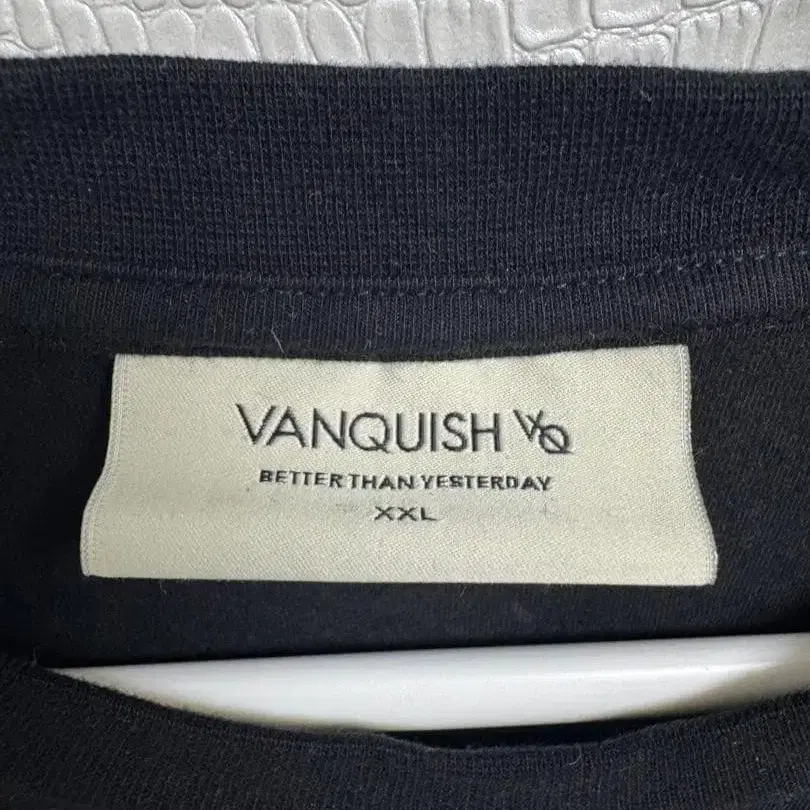 VANQUISH VQ
BETTER THAN YESTERDAY
XXL